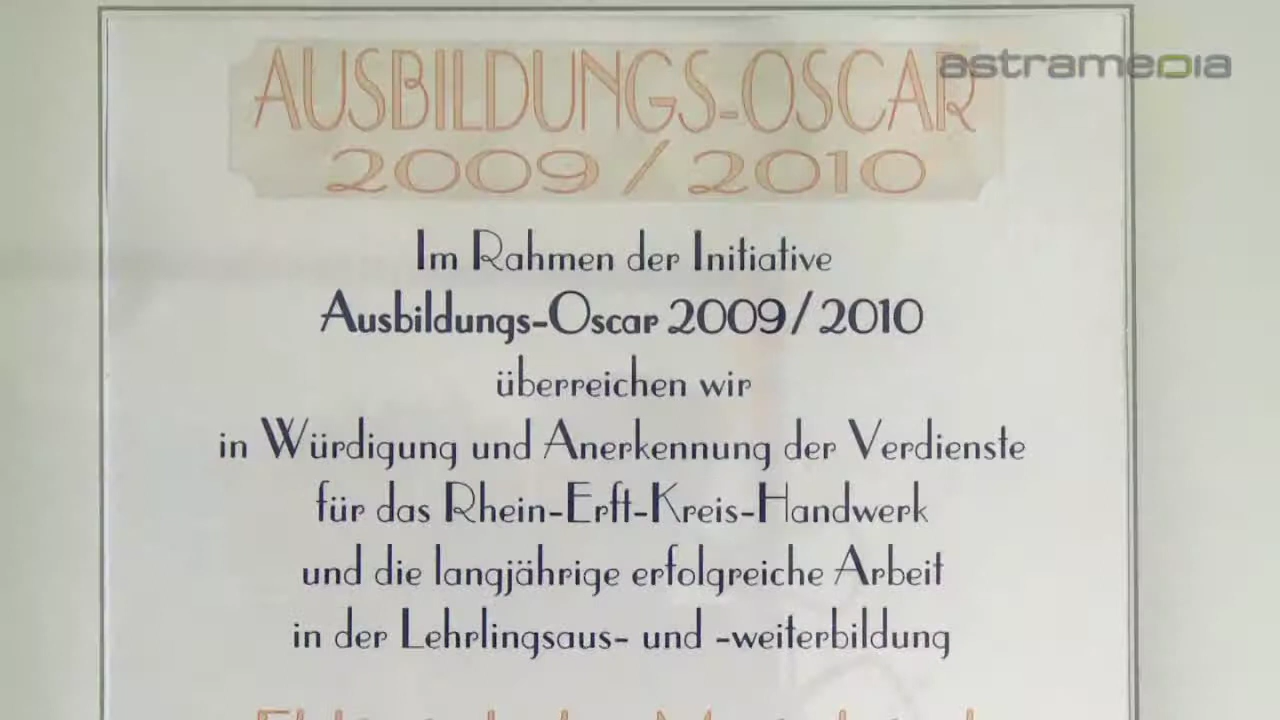 AUSBILDUNGS-OSCAR
astramedia
2009/2010
Im Rahmen der Initiative
Ausbildungs-Oscar 2009/2010
überreichen wir
in Würdigung und Anerkennung der Verdienste
für das Rhein-Erft-Kreis-Handwerk
und die langjährige erfolgreiche Arbeit
in der Lehrlingsaus- und -weiterbildung